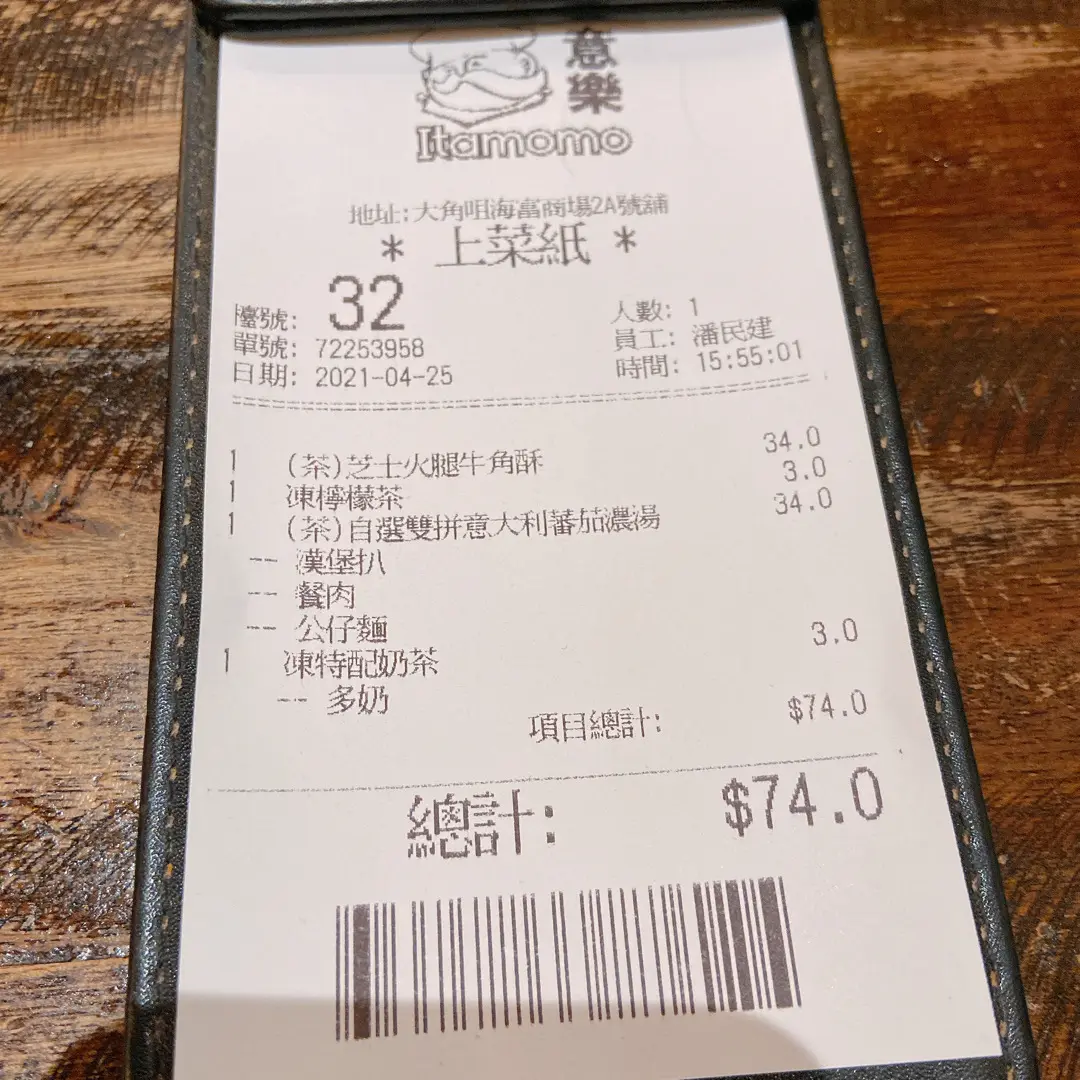 意樂
Itamomo
地址:大角咀海富商場2A號舖
* 上菜紙 *
檯號: 32 人數: 1
單號: 72253958 員工: 潘民建
日期: 2021-04-25 時間: 15:55:01
1 (茶)芝士火腿牛角酥 34.0
1 凍檸檬茶 3.0
1 (茶)自選雙拼意大利蕃茄濃湯 34.0
-- 漢堡扒
-- 餐肉
-- 公仔麵
1 凍特配奶茶 3.0
-- 多奶
項目總計: $74.0
總計: $74.0